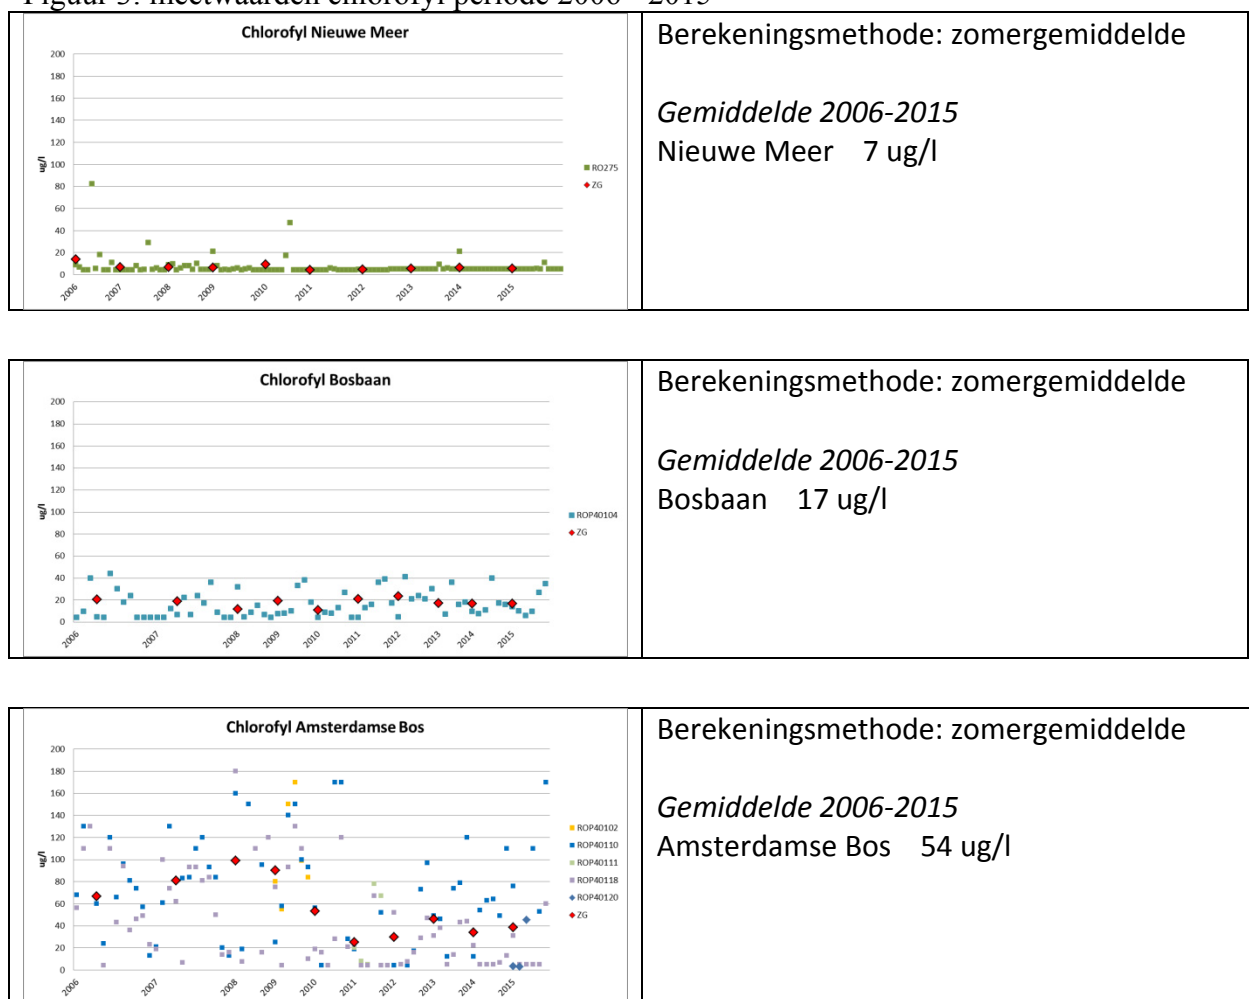 Figuur 3: meetwaarden chlorofyl periode 2006 - 2015
Chlorofyl Nieuwe Meer
200
180
160
140
120
100
80
60
40
20
0
ug/l
2006
2007
2008
2009
2010
2011
2012
2013
2014
2015
RO275
ZG
Berekeningsmethode: zomergemiddelde
Gemiddelde 2006-2015
Nieuwe Meer 7 ug/l
Chlorofyl Bosbaan
200
180
160
140
120
100
80
60
40
20
0
ug/l
2006
2007
2008
2009
2010
2011
2012
2013
2014
2015
ROP40104
ZG
Berekeningsmethode: zomergemiddelde
Gemiddelde 2006-2015
Bosbaan 17 ug/l
Chlorofyl Amsterdamse Bos
200
180
160
140
120
100
80
60
40
20
0
ug/l
2006
2007
2008
2009
2010
2011
2012
2013
2014
2015
ROP40102
ROP40110
ROP40111
ROP40118
ROP40120
ZG
Berekeningsmethode: zomergemiddelde
Gemiddelde 2006-2015
Amsterdamse Bos 54 ug/l